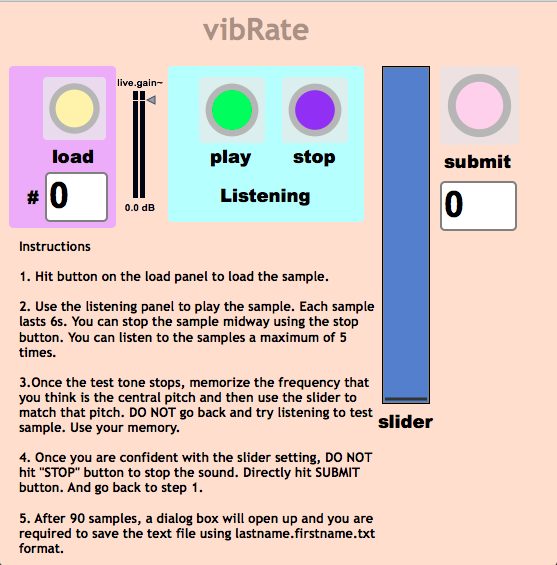 vibRate
live.gain~
load
play
stop
submit
# 0
0.0 dB
Listening
0
Instructions
1. Hit button on the load panel to load the sample.
2. Use the listening panel to play the sample. Each sample
lasts 6s. You can stop the sample midway using the stop
button. You can listen to the samples a maximum of 5
times.
3.Once the test tone stops, memorize the frequency that
you think is the central pitch and then use the slider to
match that pitch. DO NOT go back and try listening to test
sample. Use your memory.
slider
4. Once you are confident with the slider setting, DO NOT
hit "STOP" button to stop the sound. Directly hit SUBMIT
button. And go back to step 1.
5. After 90 samples, a dialog box will open up and you are
required to save the text file using lastname.firstname.txt
format.